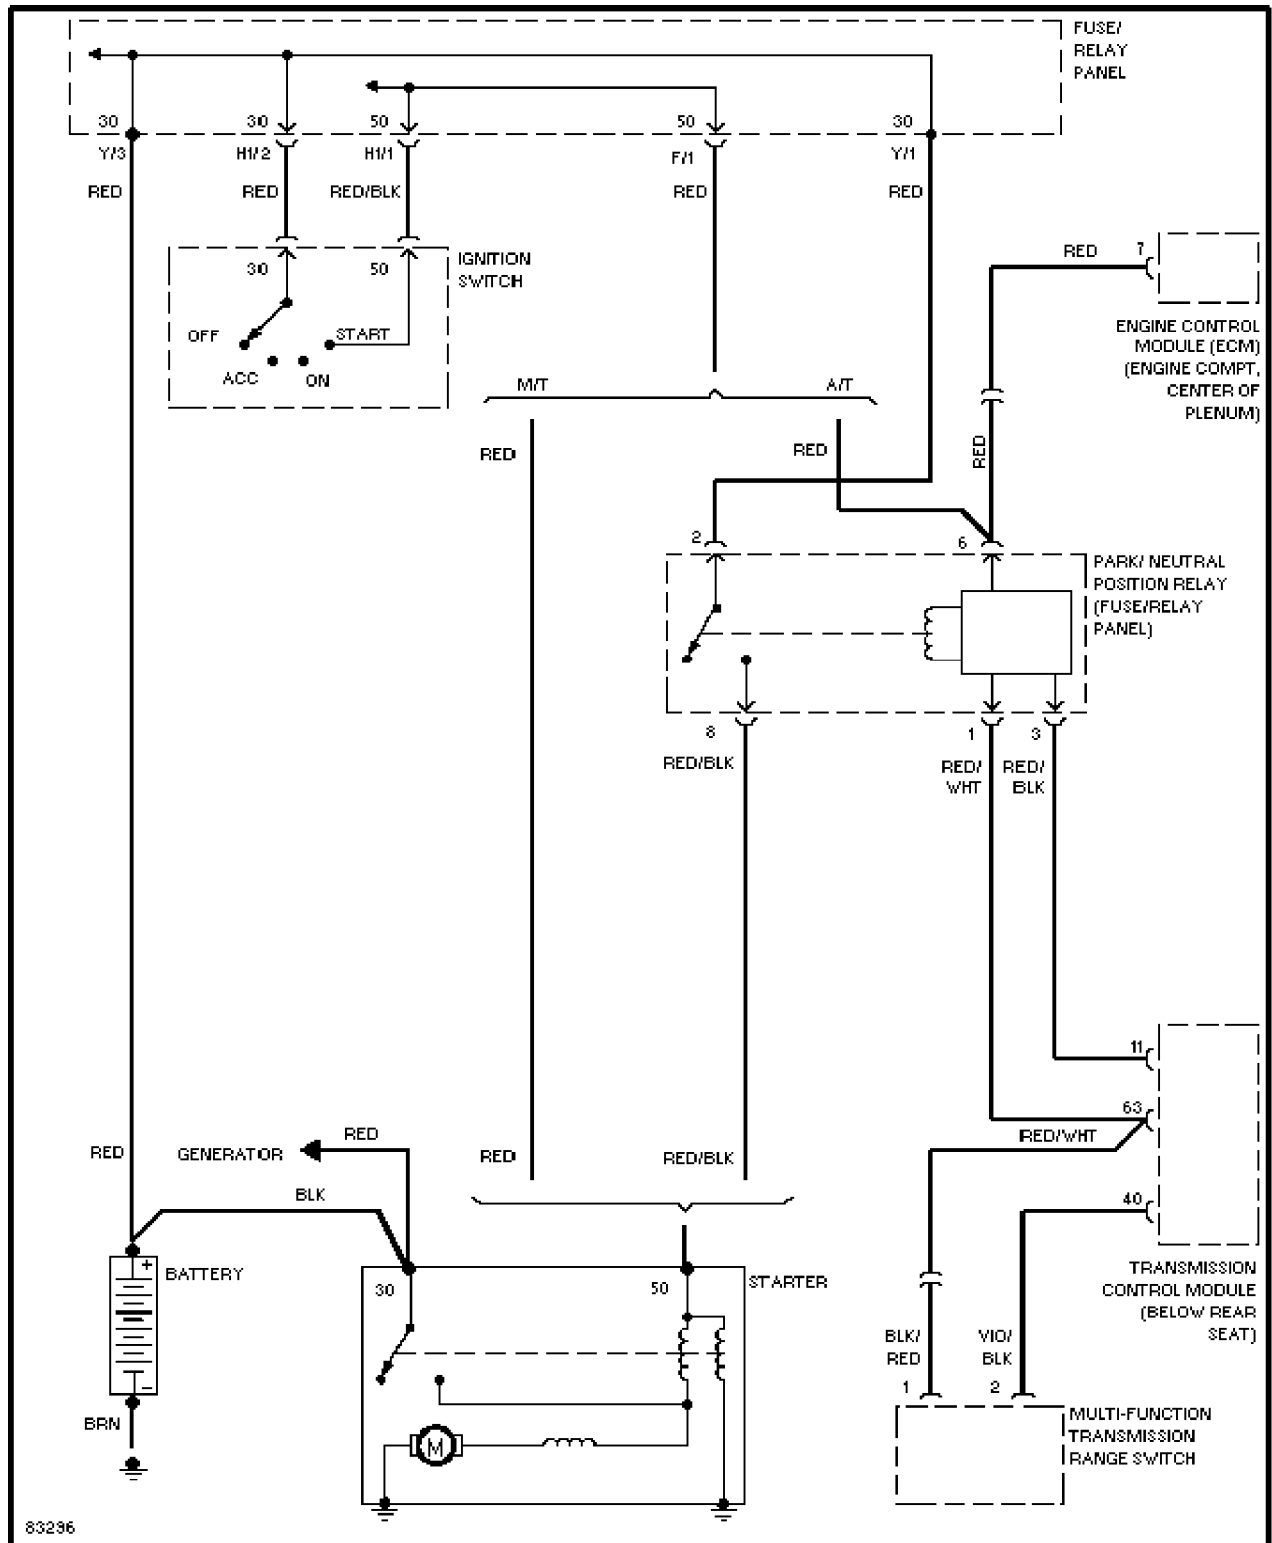 FUSE/
RELAY
PANEL
30
30
50
50
30
Y/3
H1/2
H1/1
F/1
Y/1
RED
RED
RED/BLK
RED
RED
IGNITION
SWITCH
30
50
OFF
START
ACC
ON
RED
7
ENGINE CONTROL
MODULE (ECM)
(ENGINE COMPT,
CENTER OF
PLENUM)
M/T
A/T
RED
RED
RED
2
6
PARK/ NEUTRAL
POSITION RELAY
(FUSE/RELAY
PANEL)
8
1
3
RED/BLK
RED/
WHT
RED/
BLK
11
63
RED/WHT
40
TRANSMISSION
CONTROL MODULE
(BELOW REAR
SEAT)
RED
GENERATOR
RED
RED
RED/BLK
BLK
BATTERY
+
−
BRN
30
50
STARTER
M
BLK/
RED
VIO/
BLK
1
2
MULTI-FUNCTION
TRANSMISSION
RANGE SWITCH
83296